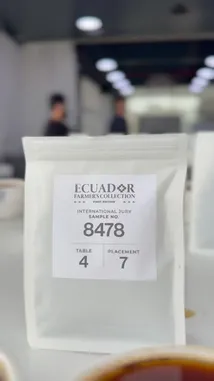 ECUADOR
FARMERS COLLECTION
INTERNATIONAL JURY
SAMPLE NO.
8478
TABLE
4
PLACEMENT
7